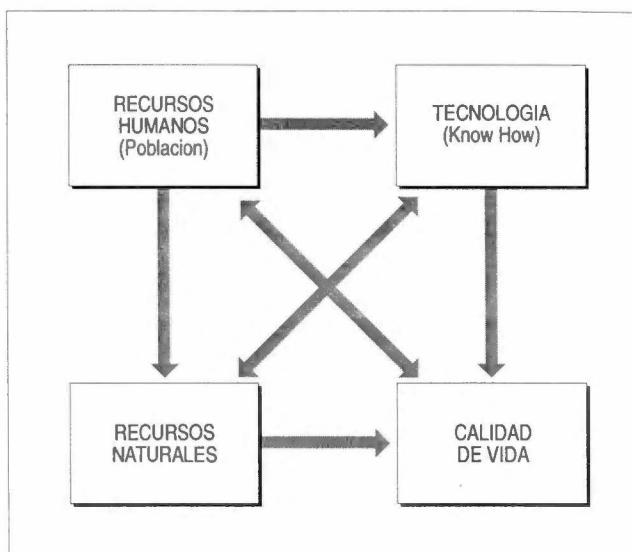 RECURSOS
HUMANOS
(Poblacion)
TECNOLOGIA
(Know How)
RECURSOS
NATURALES
CALIDAD
DE VIDA